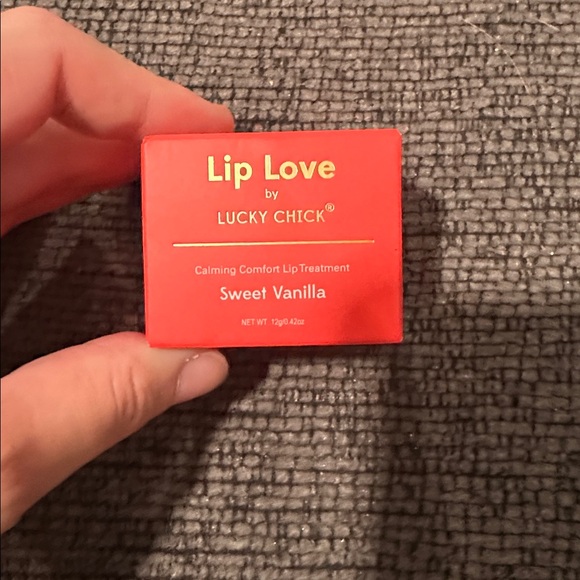 Lip Love
by
LUCKY CHICK®
Calming Comfort Lip Treatment
Sweet Vanilla
NET WT. 12g/0.42oz